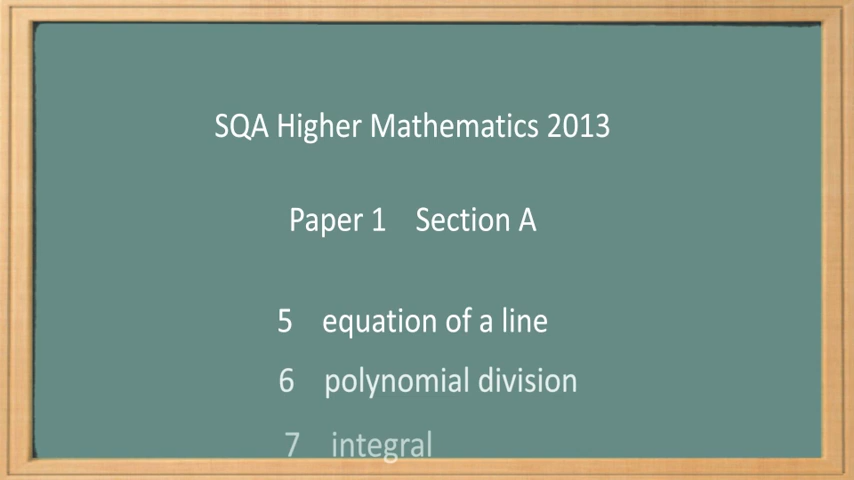 SQA Higher Mathematics 2013
Paper 1 Section A
5 equation of a line
6 polynomial division
7 integral